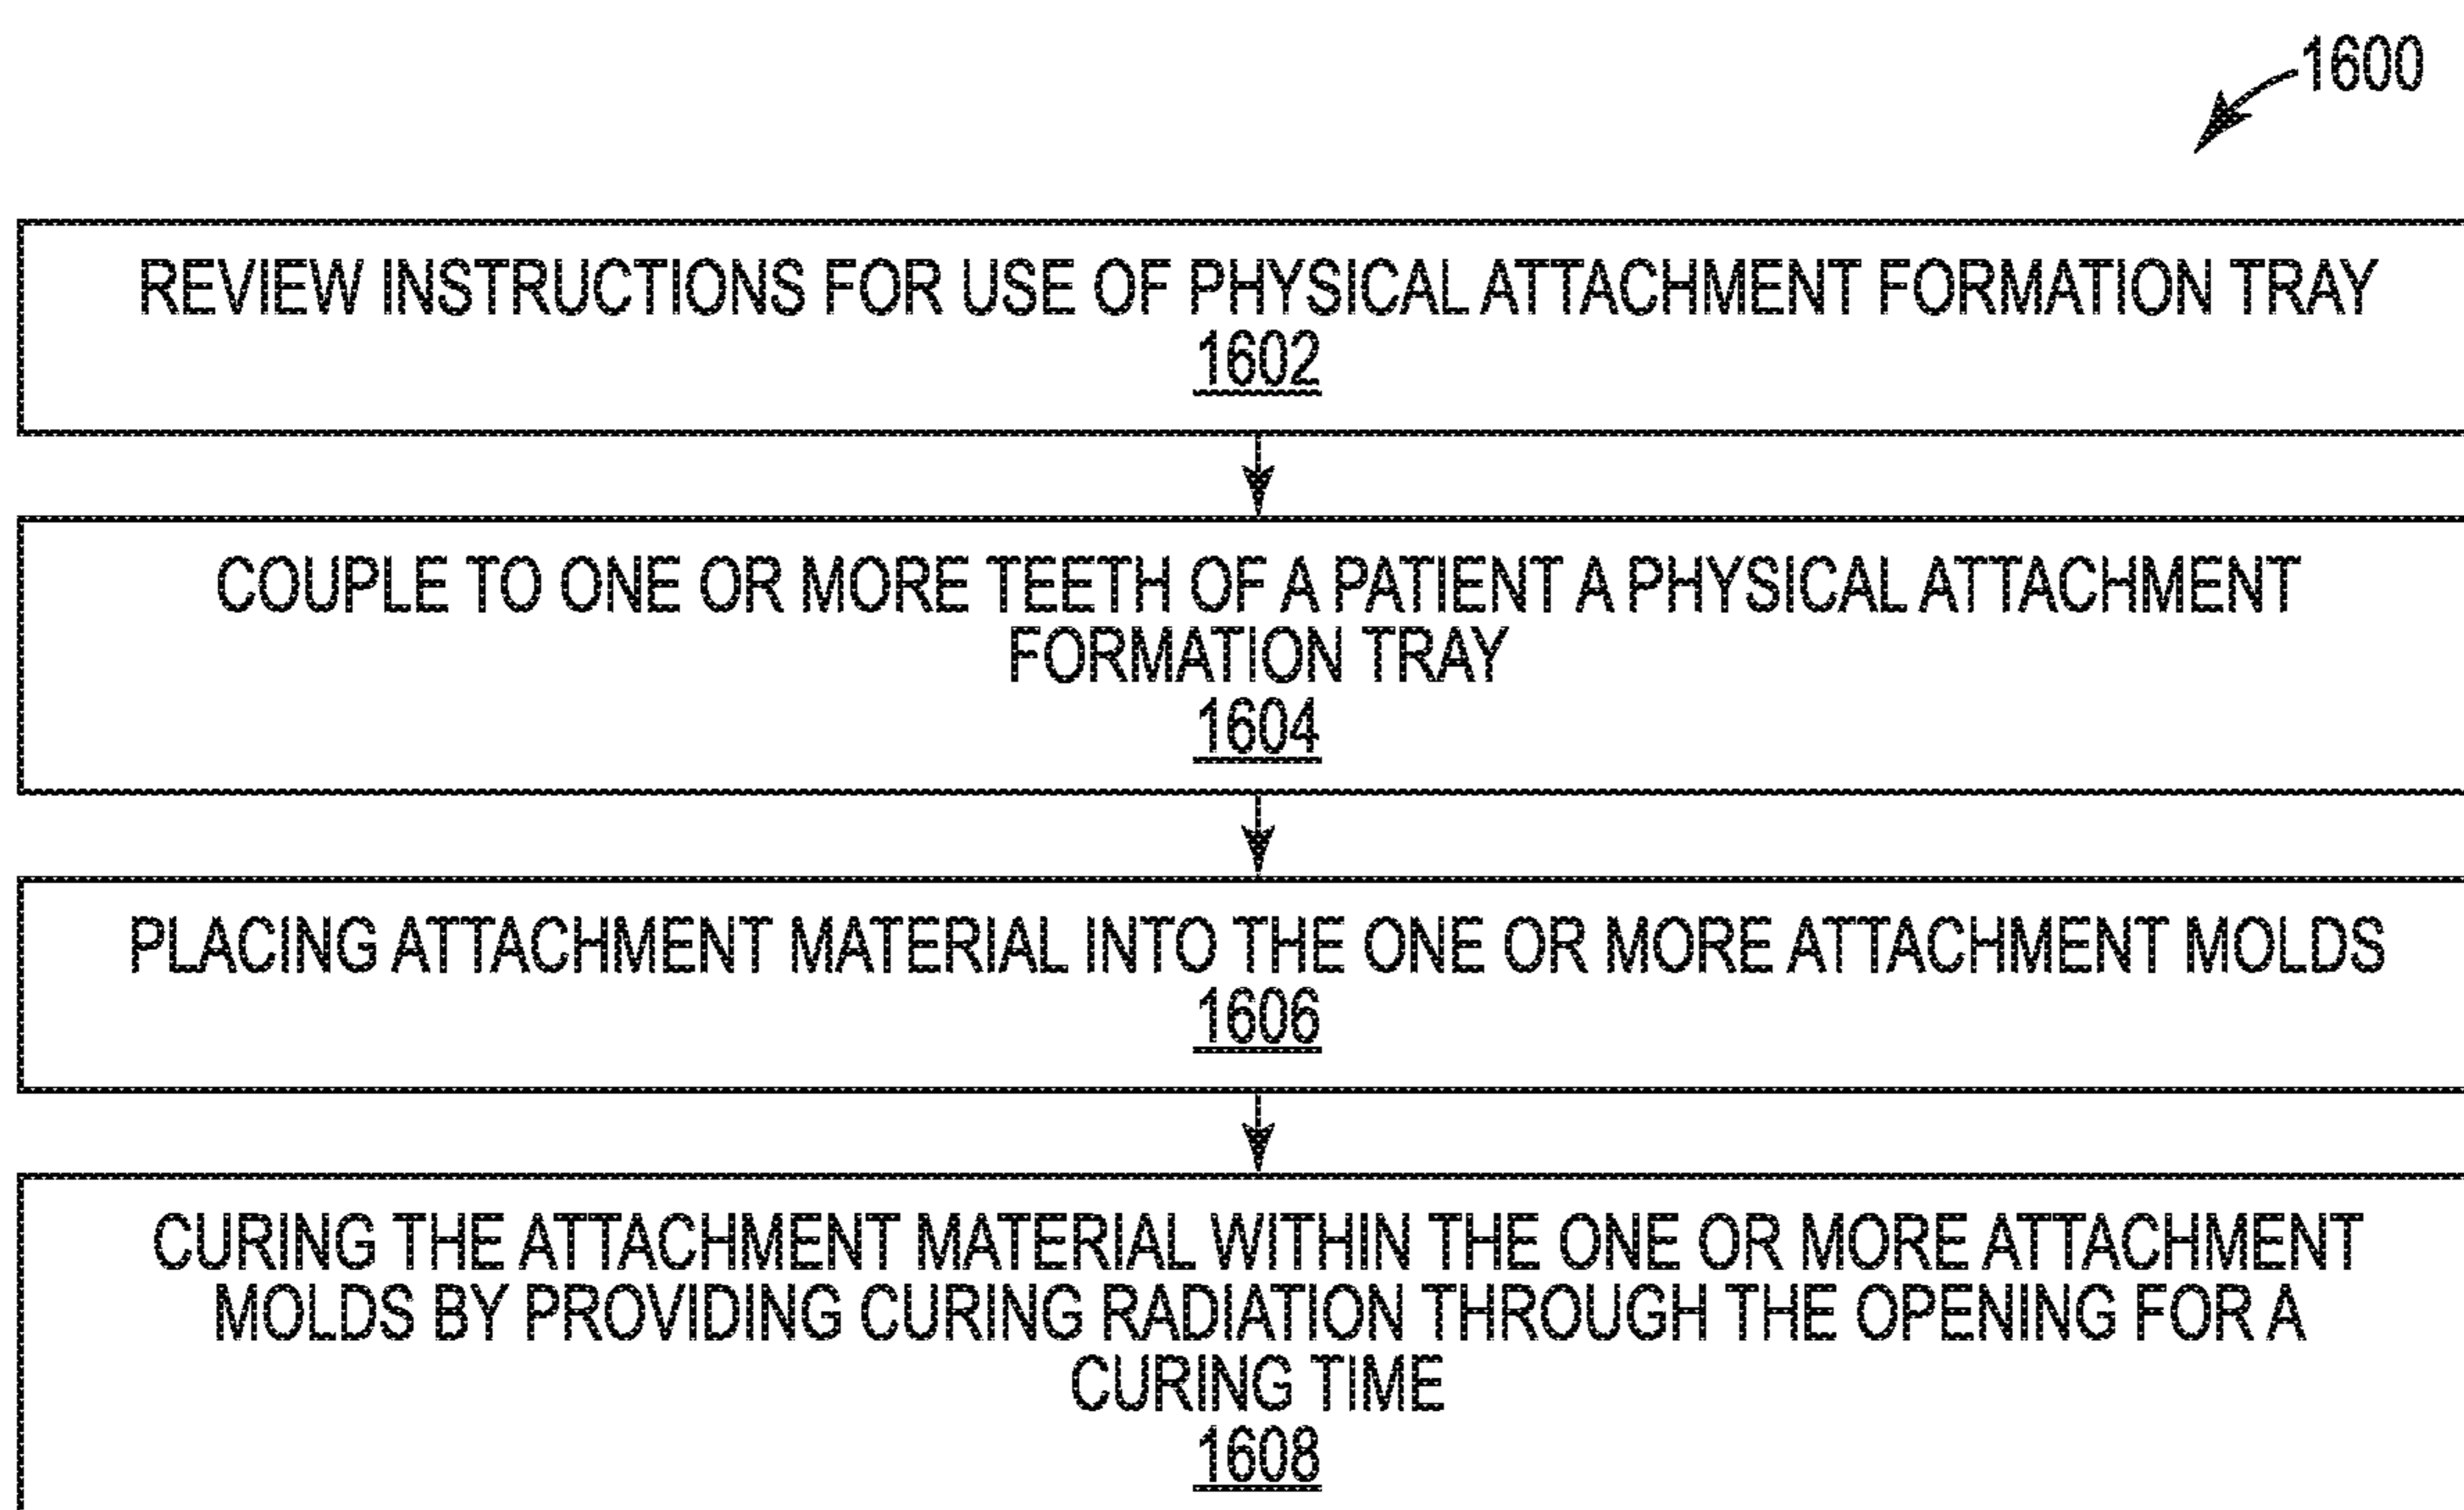 1600
REVIEW INSTRUCTIONS FOR USE OF PHYSICAL ATTACHMENT FORMATION TRAY
1602
COUPLE TO ONE OR MORE TEETH OF A PATIENT A PHYSICAL ATTACHMENT
FORMATION TRAY
1604
PLACING ATTACHMENT MATERIAL INTO THE ONE OR MORE ATTACHMENT MOLDS
1606
CURING THE ATTACHMENT MATERIAL WITHIN THE ONE OR MORE ATTACHMENT
MOLDS BY PROVIDING CURING RADIATION THROUGH THE OPENING FOR A
CURING TIME
1608